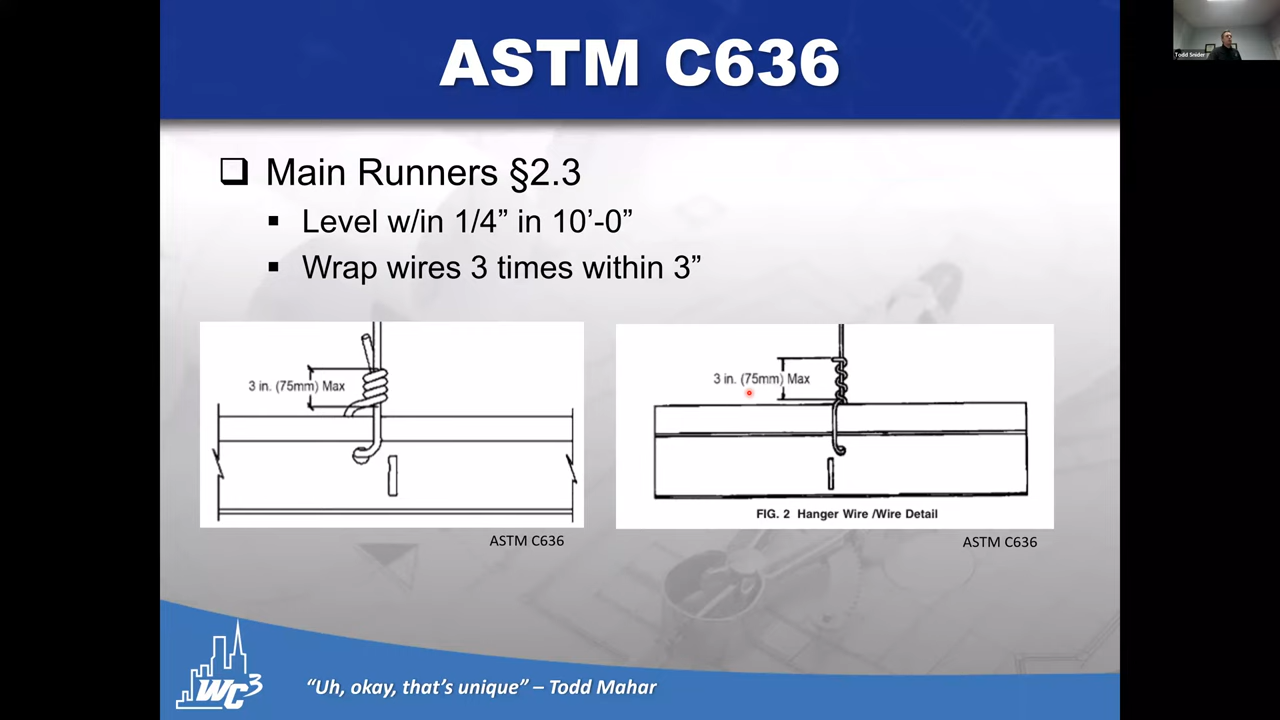 ASTM C636
Todd Snider
Main Runners §2.3
Level w/in 1/4” in 10’-0”
Wrap wires 3 times within 3”
3 in. (75mm) Max
3 in. (75mm) Max
FIG. 2 Hanger Wire /Wire Detail
ASTM C636
ASTM C636
WC3
“Uh, okay, that’s unique” – Todd Mahar